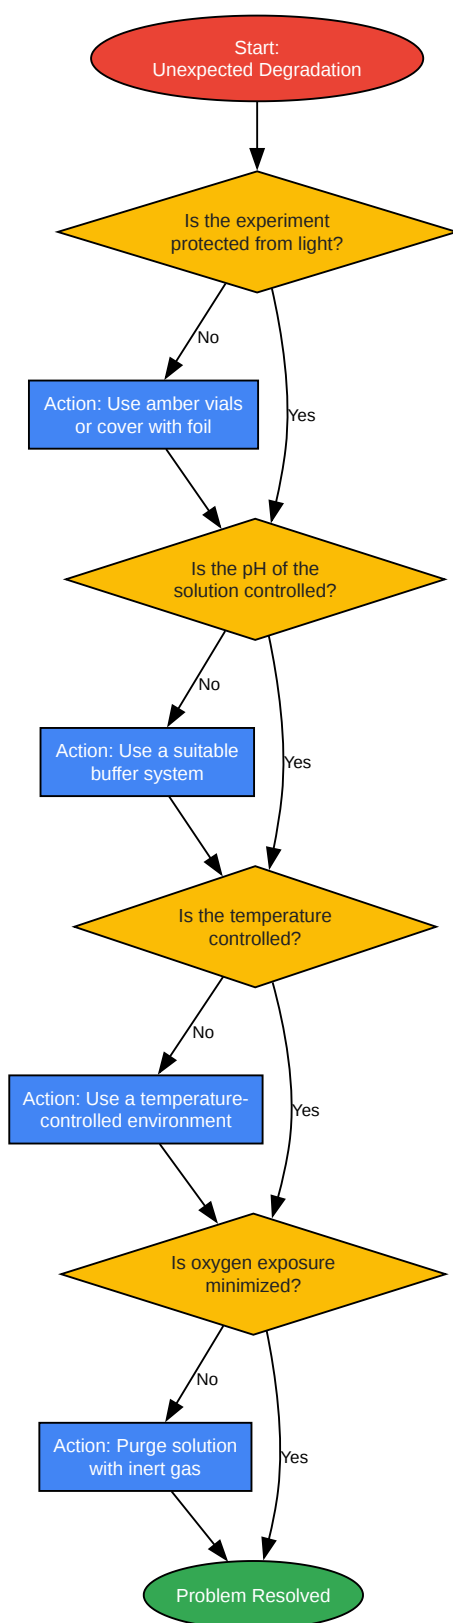 Start:
Unexpected Degradation
Is the experiment
protected from light?
No
Yes
Action: Use amber vials
or cover with foil
Is the pH of the
solution controlled?
No
Yes
Action: Use a suitable
buffer system
Is the temperature
controlled?
No
Yes
Action: Use a temperature-
controlled environment
Is oxygen exposure
minimized?
No
Yes
Action: Purge solution
with inert gas
Problem Resolved